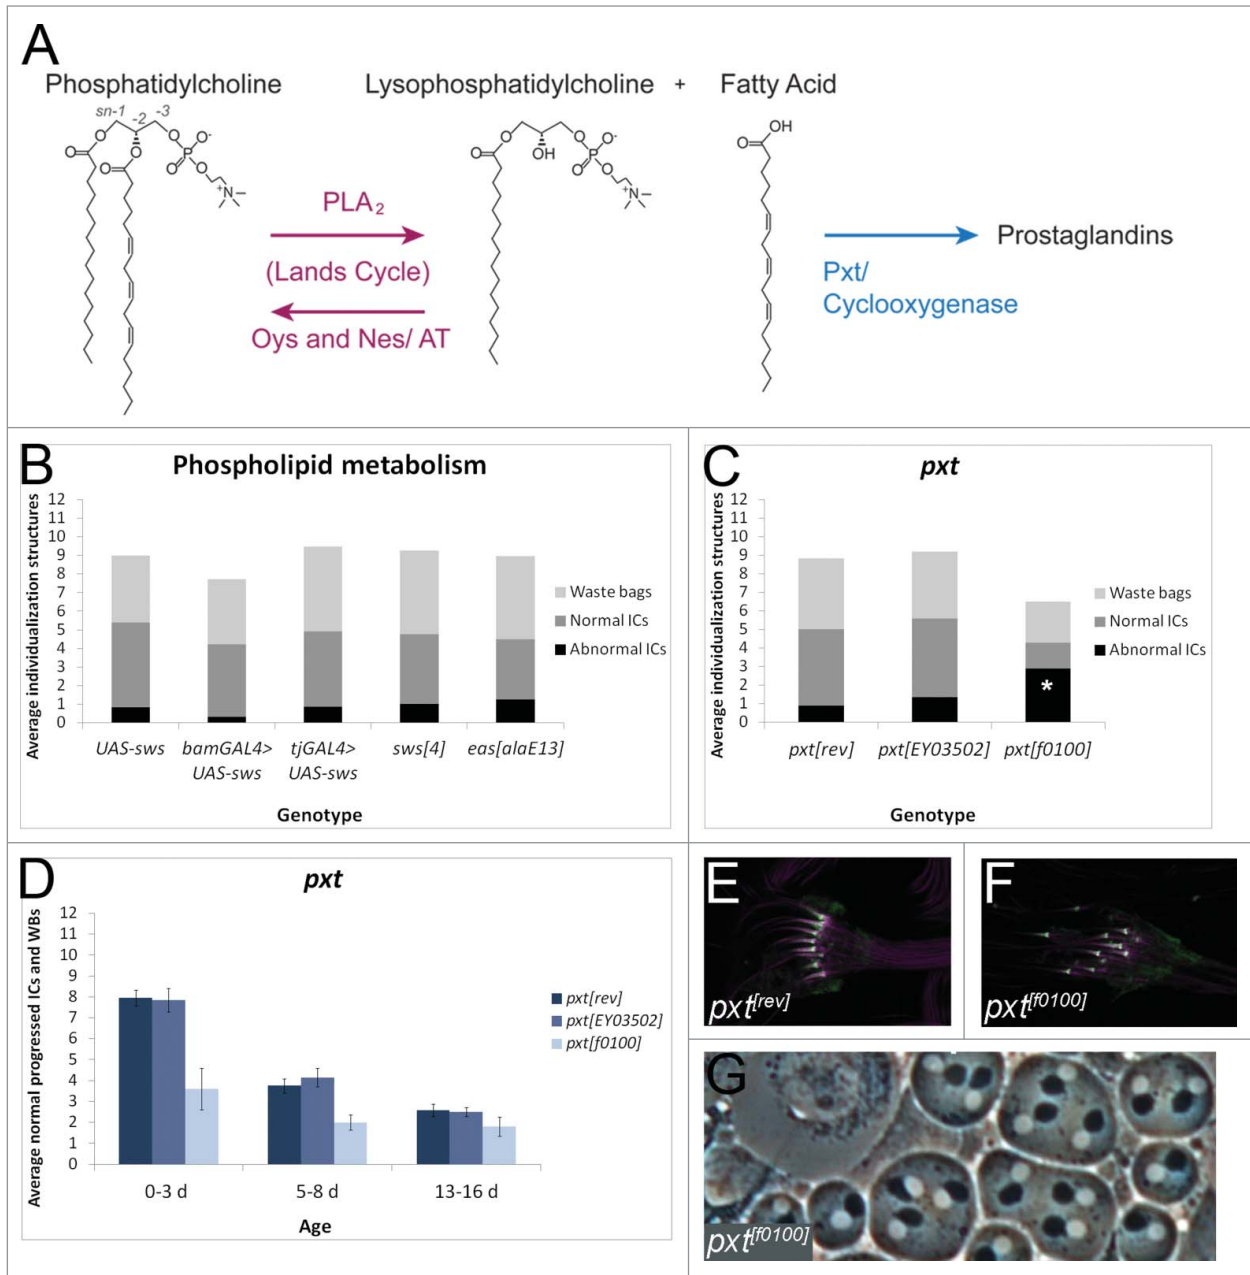 A
Phosphatidylcholine
Lysophosphatidylcholine + Fatty Acid
sn-1 -2 -3
O
O
O
O
O
P
O-
O
O
+N
O
O
OH
O
P
O-
O
O
+N
O
OH
PLA2
(Lands Cycle)
Oys and Nes/ AT
Pxt/
Cyclooxygenase
Prostaglandins
B
Phospholipid metabolism
Average individualization structures
12
11
10
9
8
7
6
5
4
3
2
1
0
Waste bags
Normal ICs
Abnormal ICs
UAS-sws bamGAL4> tjGAL4> sws[4] eas[alaE13]
UAS-sws UAS-sws
Genotype
C
pxt
Average individualization structures
12
11
10
9
8
7
6
5
4
3
2
1
0
*
Waste bags
Normal ICs
Abnormal ICs
pxt[rev] pxt[EY03502] pxt[f0100]
Genotype
D
pxt
Average normal progressed ICs and WBs
12
11
10
9
8
7
6
5
4
3
2
1
0
pxt[rev]
pxt[EY03502]
pxt[f0100]
0-3 d 5-8 d 13-16 d
Age
E
pxt[rev]
F
pxt[f0100]
G
pxt[f0100]